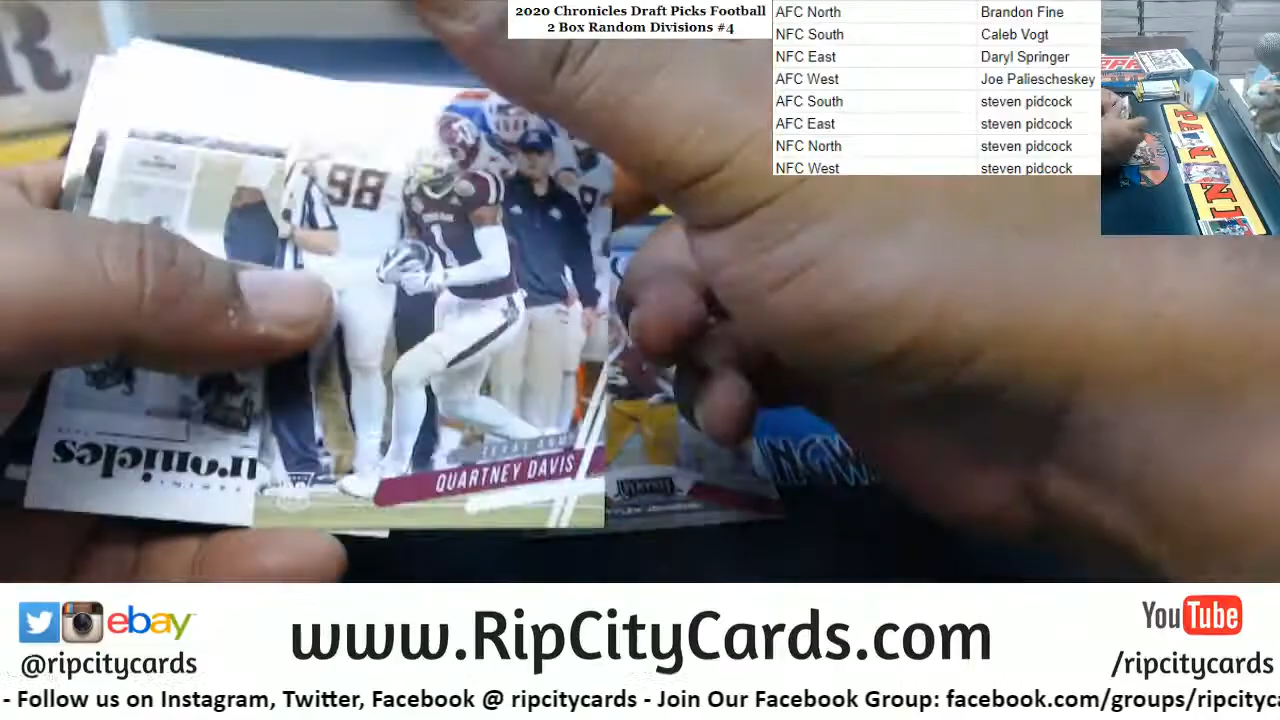 2020 Chronicles Draft Picks Football
2 Box Random Divisions #4
AFC North Brandon Fine
NFC South Caleb Vogt
NFC East Daryl Springer
AFC West Joe Paliescheskey
AFC South steven pidcock
AFC East steven pidcock
NFC North steven pidcock
NFC West steven pidcock
PANINI
98
1
QUARTNEY DAVIS
ronicles
ebay
@ripcitycards
www.RipCityCards.com
YouTube
/ripcitycards
- Follow us on Instagram, Twitter, Facebook @ ripcitycards - Join Our Facebook Group: facebook.com/groups/ripcityca